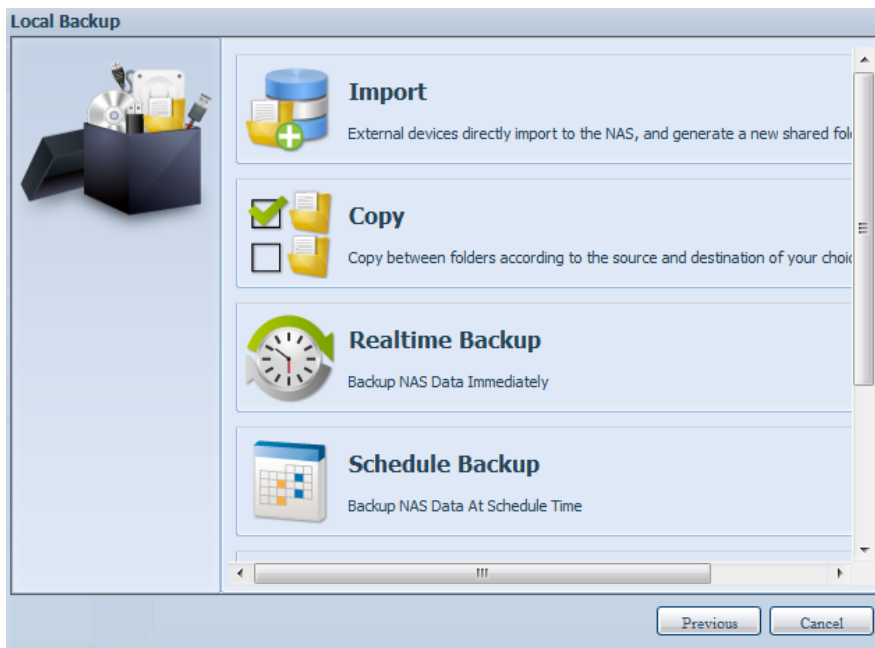 Local Backup
Import
External devices directly import to the NAS, and generate a new shared
Copy
Copy between folders according to the source and destination of your
Realtime Backup
Backup NAS Data Immediately
Schedule Backup
Backup NAS Data At Schedule Time
Previous
Cancel